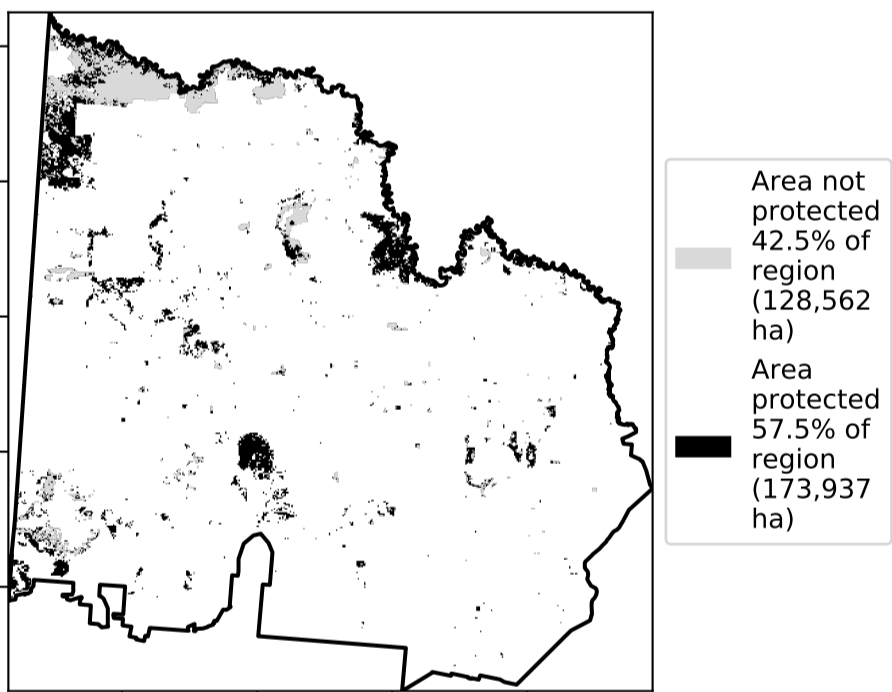 Area not
protected
42.5% of
region
(128,562
ha)
Area
protected
57.5% of
region
(173,937
ha)